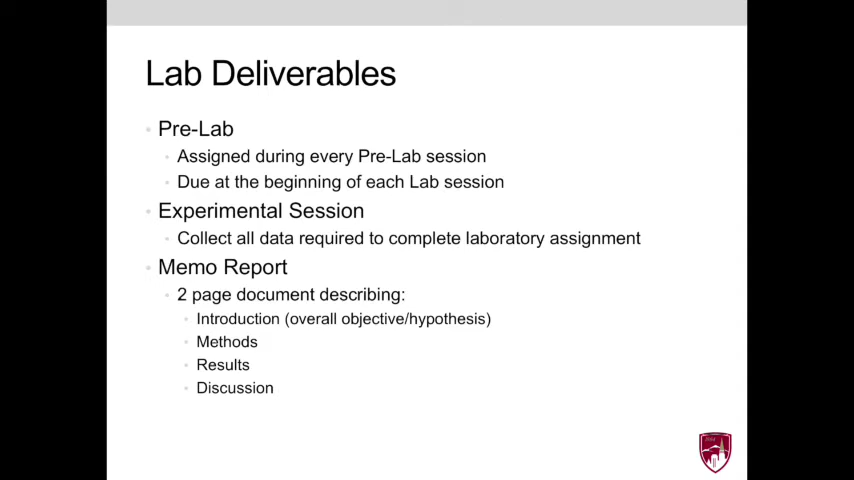 Lab Deliverables
Pre-Lab
Assigned during every Pre-Lab session
Due at the beginning of each Lab session
Experimental Session
Collect all data required to complete laboratory assignment
Memo Report
2 page document describing:
Introduction (overall objective/hypothesis)
Methods
Results
Discussion